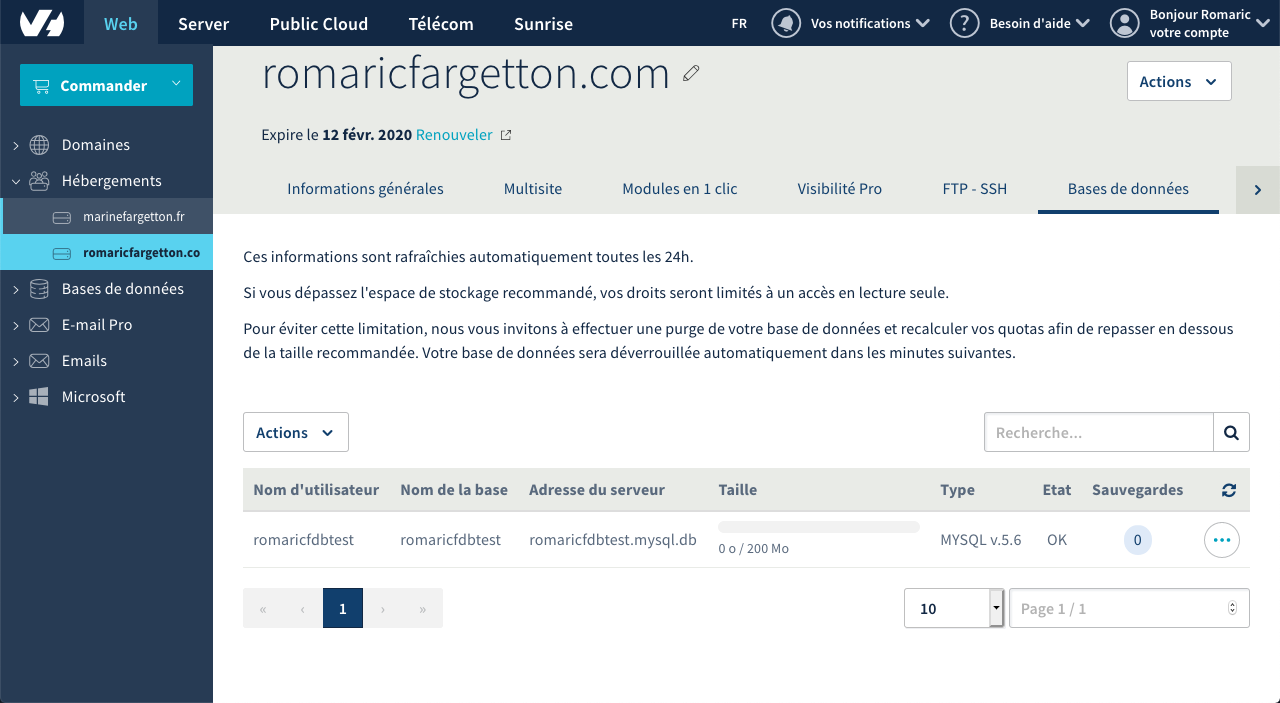 Web Server Public Cloud Télécom Sunrise FR Vos notifications ? Besoin d'aide Bonjour Romaric
votre compte
Commander
Domaines
Hébergements
marinefargetton.fr
romaricfargetton.co
Bases de données
E-mail Pro
Emails
Microsoft
romaricfargetton.com
Actions
Expire le 12 févr. 2020 Renouveler
Informations générales Multisite Modules en 1 clic Visibilité Pro FTP - SSH Bases de données
Ces informations sont rafraîchies automatiquement toutes les 24h.
Si vous dépassez l'espace de stockage recommandé, vos droits seront limités à un accès en lecture seule.
Pour éviter cette limitation, nous vous invitons à effectuer une purge de votre base de données et recalculer vos quotas afin de repasser en dessous
de la taille recommandée. Votre base de données sera déverrouillée automatiquement dans les minutes suivantes.
Actions Recherche...
Nom d'utilisateur Nom de la base Adresse du serveur Taille Type Etat Sauvegardes
romaricfdbtest romaricfdbtest romaricfdbtest.mysql.db 0 o / 200 Mo MYSQL v.5.6 OK 0
« ‹ 1 › » 10 Page 1 / 1